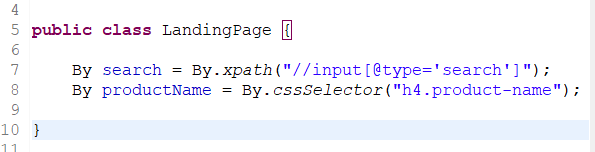 4
5 public class LandingPage {
6
7 By search = By.xpath("//input[@type='search']");
8 By productName = By.cssSelector("h4.product-name");
9
10 }
11